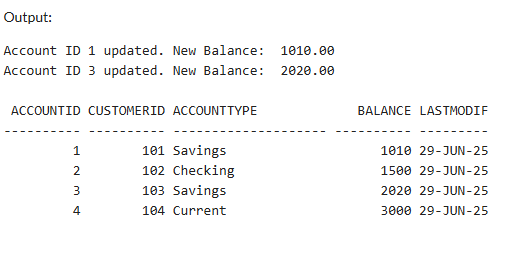 Output:
Account ID 1 updated. New Balance:  1010.00
Account ID 3 updated. New Balance:  2020.00
 ACCOUNTID CUSTOMERID ACCOUNTTYPE             BALANCE LASTMODIF
---------- ---------- -------------------- ---------- ---------
         1        101 Savings                    1010 29-JUN-25
         2        102 Checking                   1500 29-JUN-25
         3        103 Savings                    2020 29-JUN-25
         4        104 Current                    3000 29-JUN-25